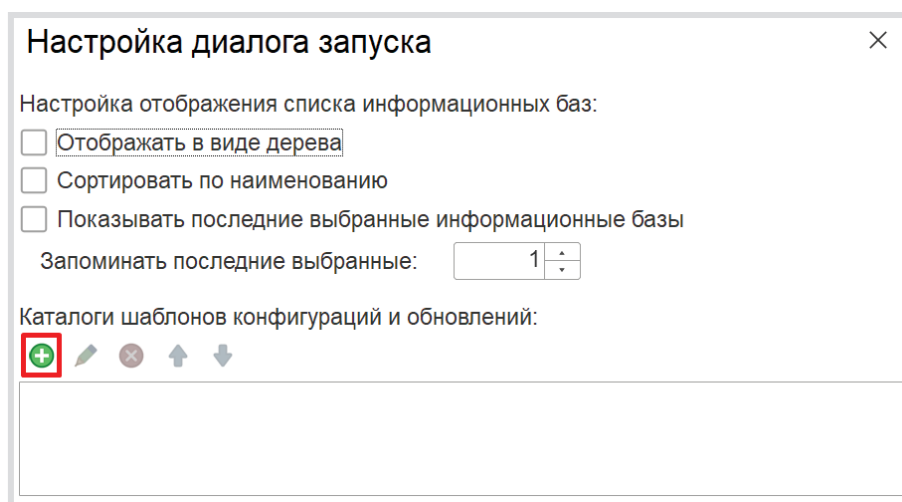 Настройка диалога запуска
Настройка отображения списка информационных баз:
Отображать в виде дерева
Сортировать по наименованию
Показывать последние выбранные информационные базы
Запоминать последние выбранные: 1
Каталоги шаблонов конфигураций и обновлений: